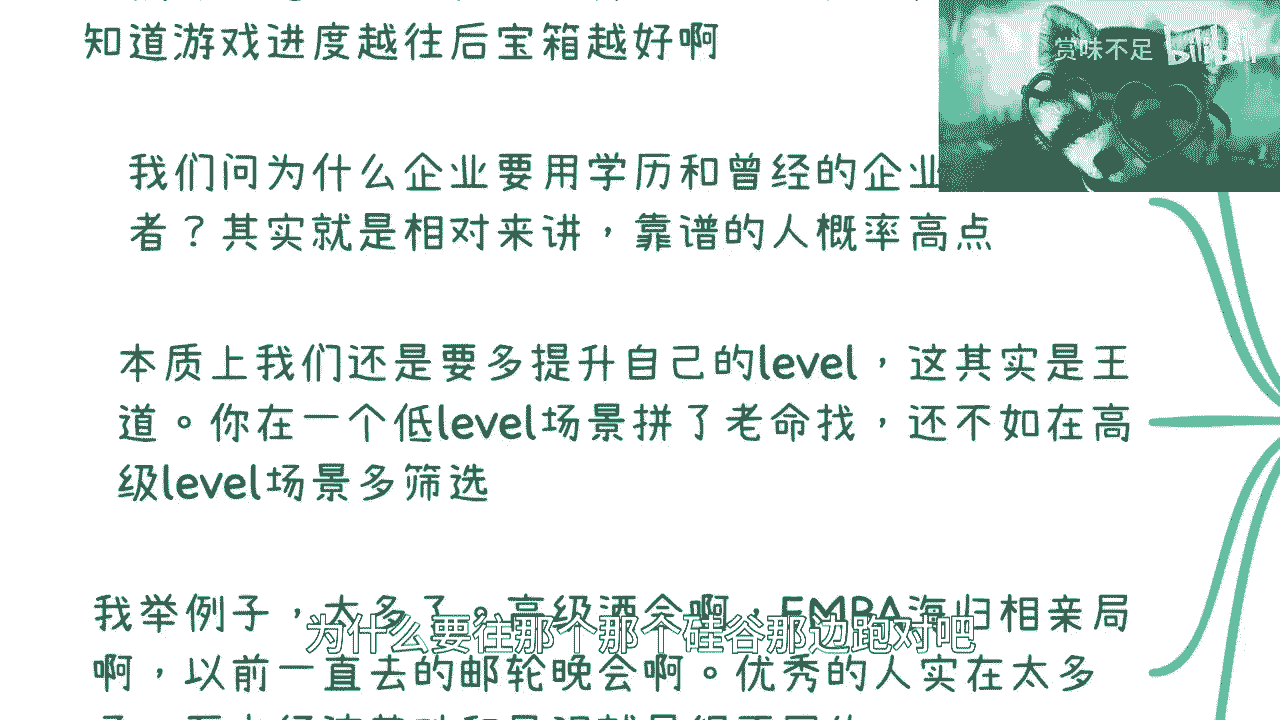 知道游戏进度越往后宝箱越好啊
赏味不足 bilibili
我们问为什么企业要用学历和曾经的企业
者？其实就是相对来讲，靠谱的人概率高点
本质上我们还是要多提升自己的level，这其实是王
道。你在一个低level场景拼了老命找，还不如在高
级level场景多筛选
我举例子，太多了。高级酒会啊，EMBA海归相亲局
为什么要往那个那个硅谷那边跑对吧
啊，以前一直去的邮轮晚会啊。优秀的人实在太多